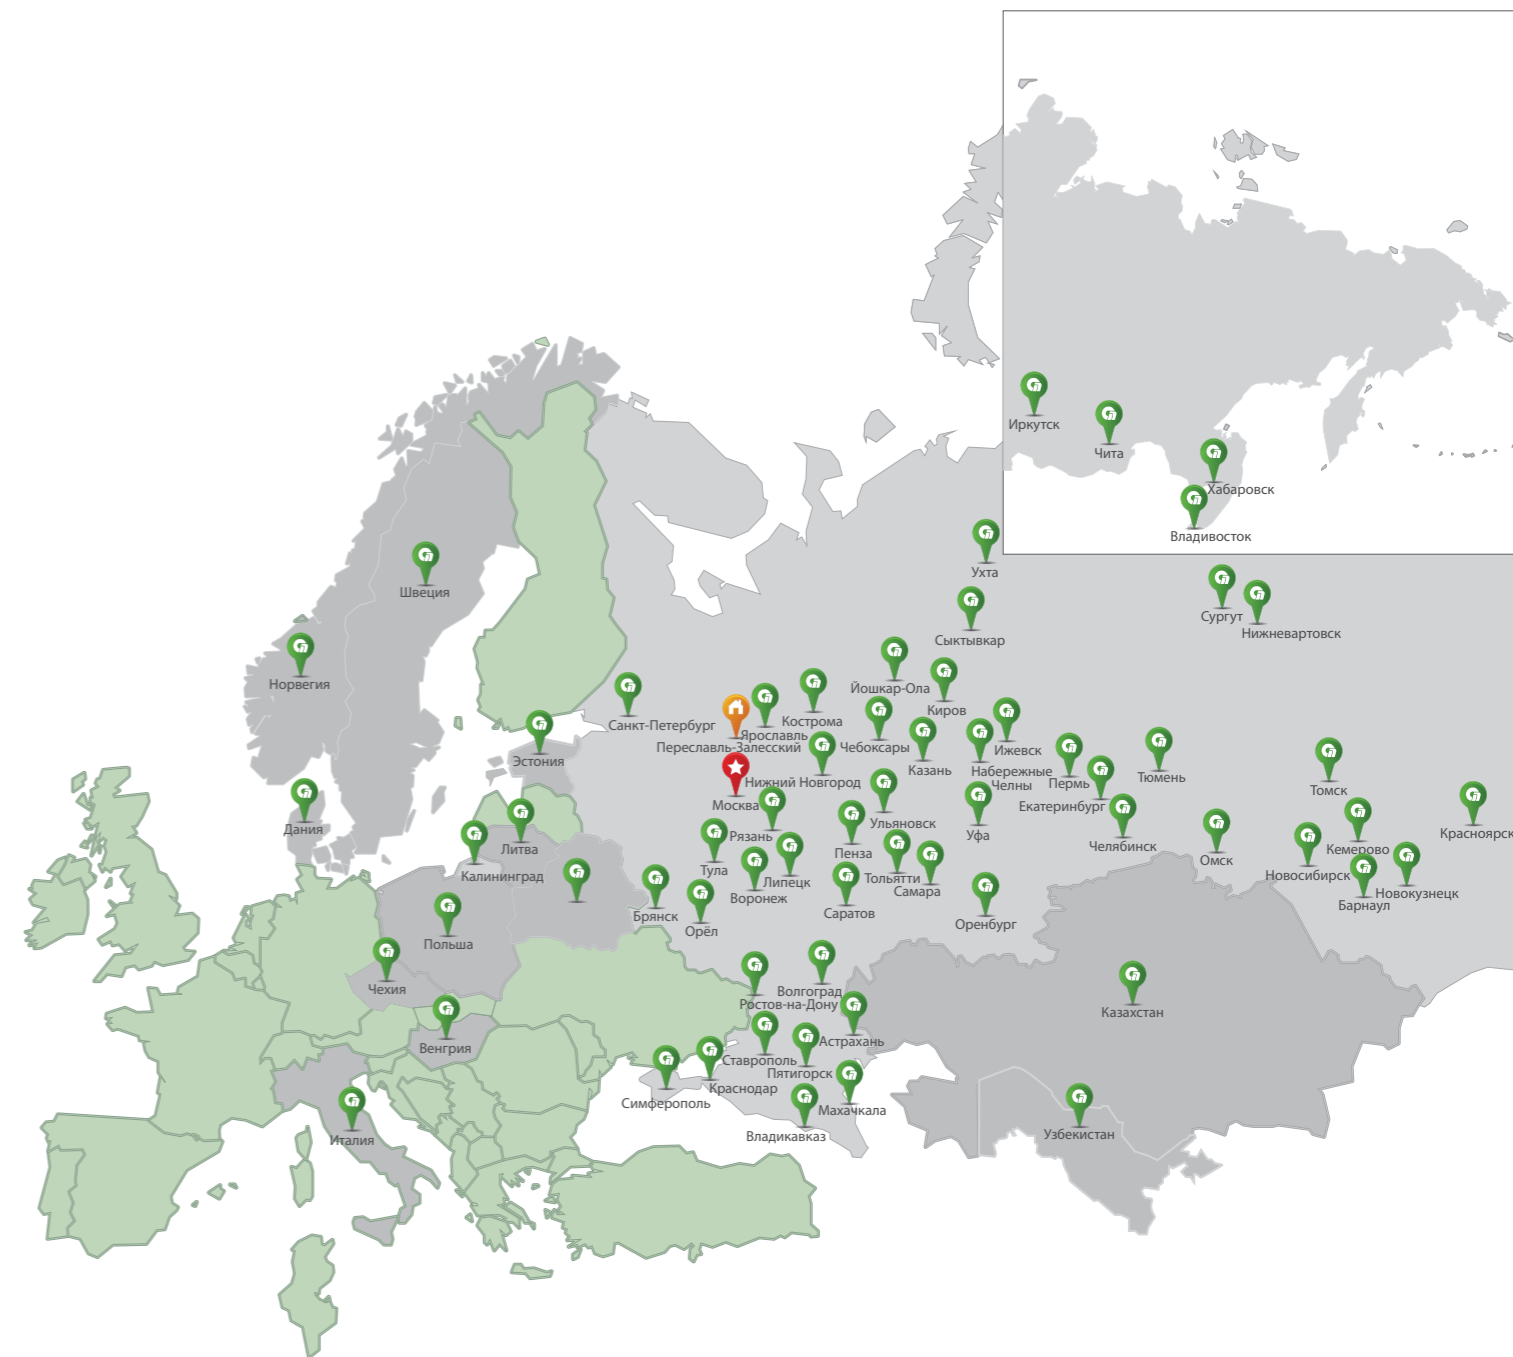 Иркутск
Чита
Хабаровск
Владивосток
Ухта
Швеция
Сургут
Нижневартовск
Сыктывкар
Норвегия
Йошкар-Ола
Киров
Санкт-Петербург
Кострома
Ярославль
Переславль-Залесский
Чебоксары
Ижевск
Эстония
Казань
Набережные
Челны
Тюмень
Нижний Новгород
Пермь
Москва
Екатеринбург
Томск
Дания
Рязань
Ульяновск
Уфа
Красноярск
Литва
Челябинск
Пенза
Омск
Кемерово
Калининград
Тула
Липецк
Тольятти
Новосибирск
Воронеж
Самара
Новокузнецк
Барнаул
Брянск
Саратов
Орёл
Оренбург
Польша
Чехия
Волгоград
Ростов-на-Дону
Казахстан
Венгрия
Астрахань
Ставрополь
Пятигорск
Краснодар
Симферополь
Махачкала
Италия
Владикавказ
Узбекистан